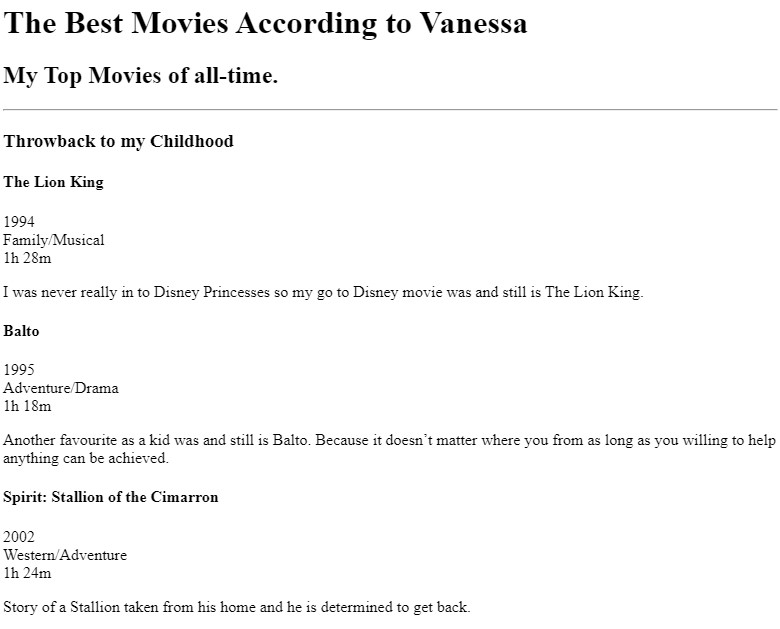 The Best Movies According to Vanessa
My Top Movies of all-time.
Throwback to my Childhood
The Lion King
1994
Family/Musical
1h 28m
I was never really in to Disney Princesses so my go to Disney movie was and still is The Lion King.
Balto
1995
Adventure/Drama
1h 18m
Another favourite as a kid was and still is Balto. Because it doesn’t matter where you from as long as you willing to help
anything can be achieved.
Spirit: Stallion of the Cimarron
2002
Western/Adventure
1h 24m
Story of a Stallion taken from his home and he is determined to get back.